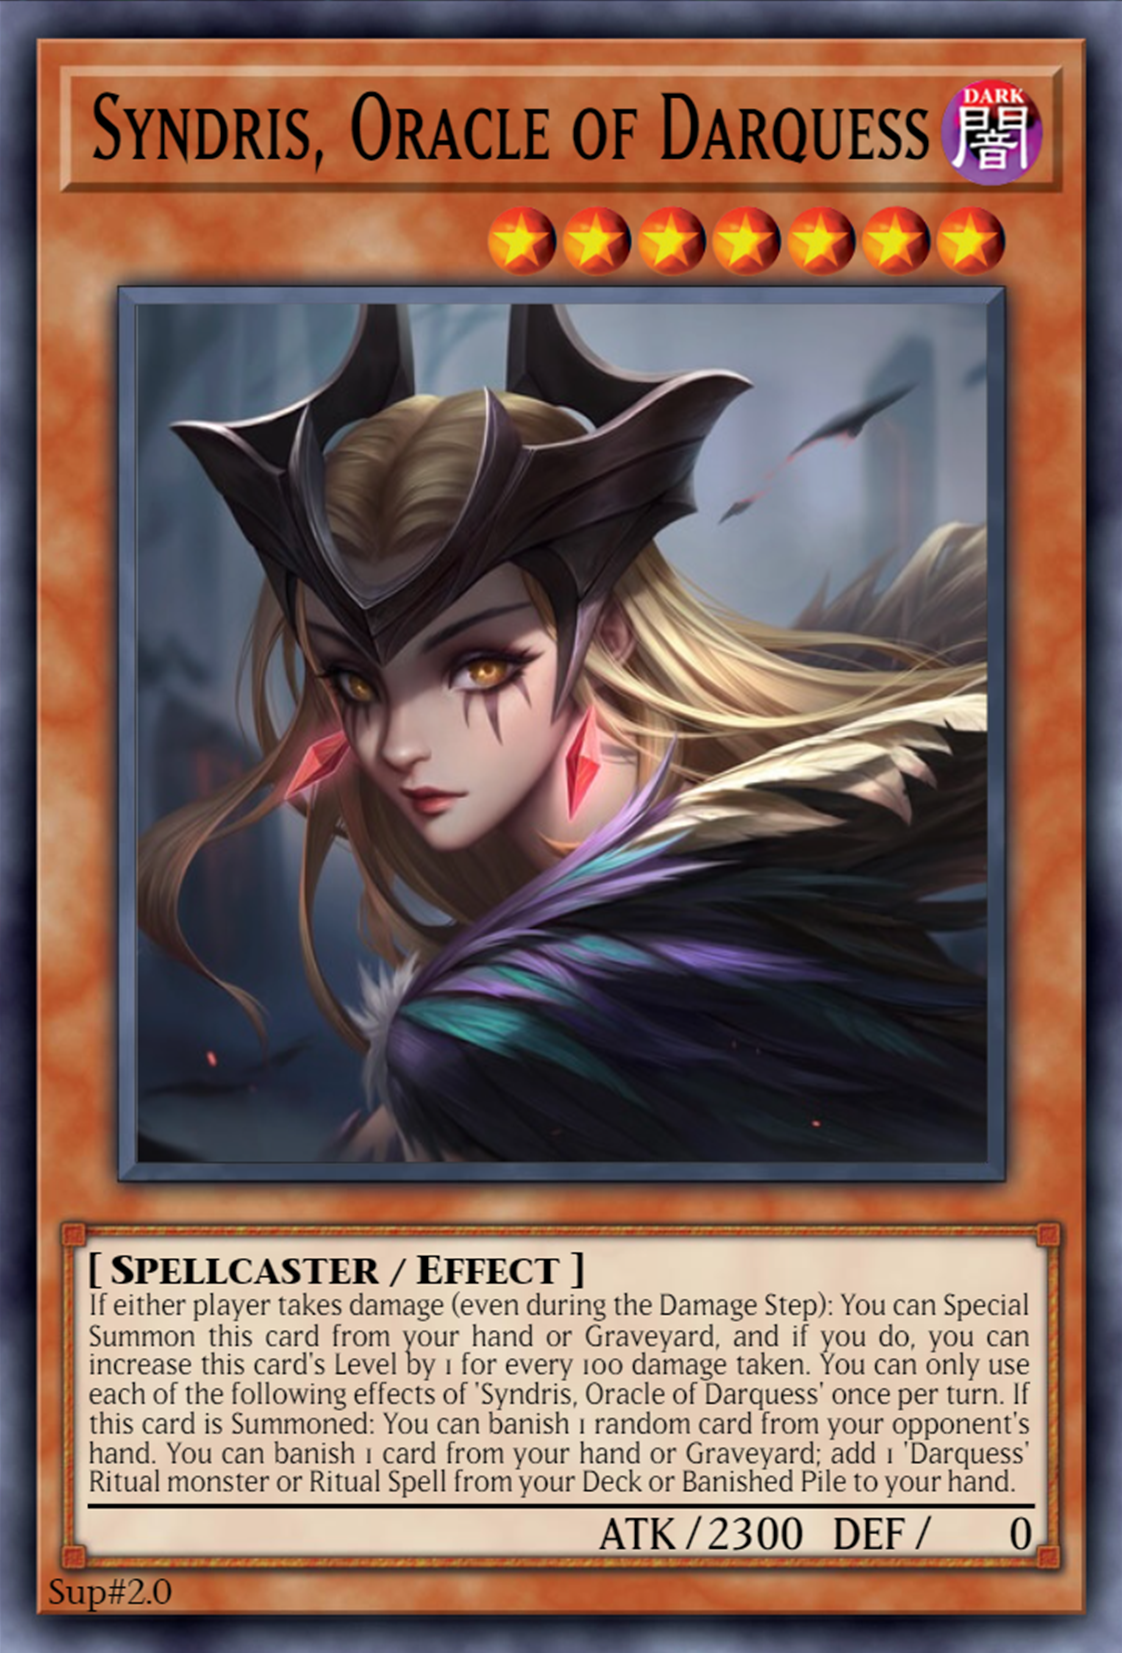 Syndris, Oracle of Darquess
DARK
闇
[ Spellcaster / Effect ]
If either player takes damage (even during the Damage Step): You can Special
Summon this card from your hand or Graveyard, and if you do, you can
increase this card's Level by 1 for every 100 damage taken. You can only use
each of the following effects of 'Syndris, Oracle of Darquess' once per turn. If
this card is Summoned: You can banish 1 random card from your opponent's
hand. You can banish 1 card from your hand or Graveyard; add 1 'Darquess'
Ritual monster or Ritual Spell from your Deck or Banished Pile to your hand.
ATK / 2300 DEF / 0
Sup#2.0